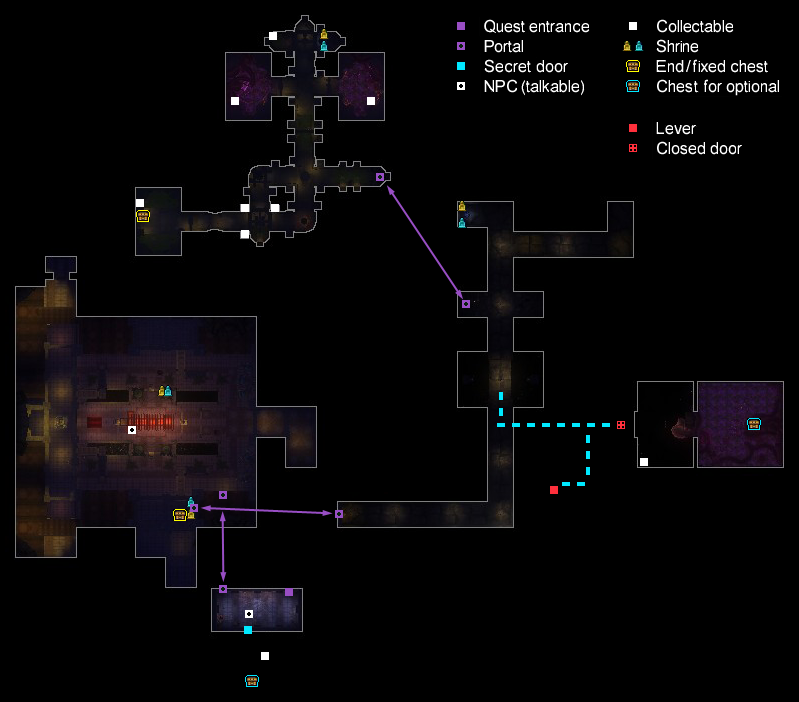 Quest entrance
Portal
Secret door
NPC (talkable)
Collectable
Shrine
End/fixed chest
Chest for optional
Lever
Closed door